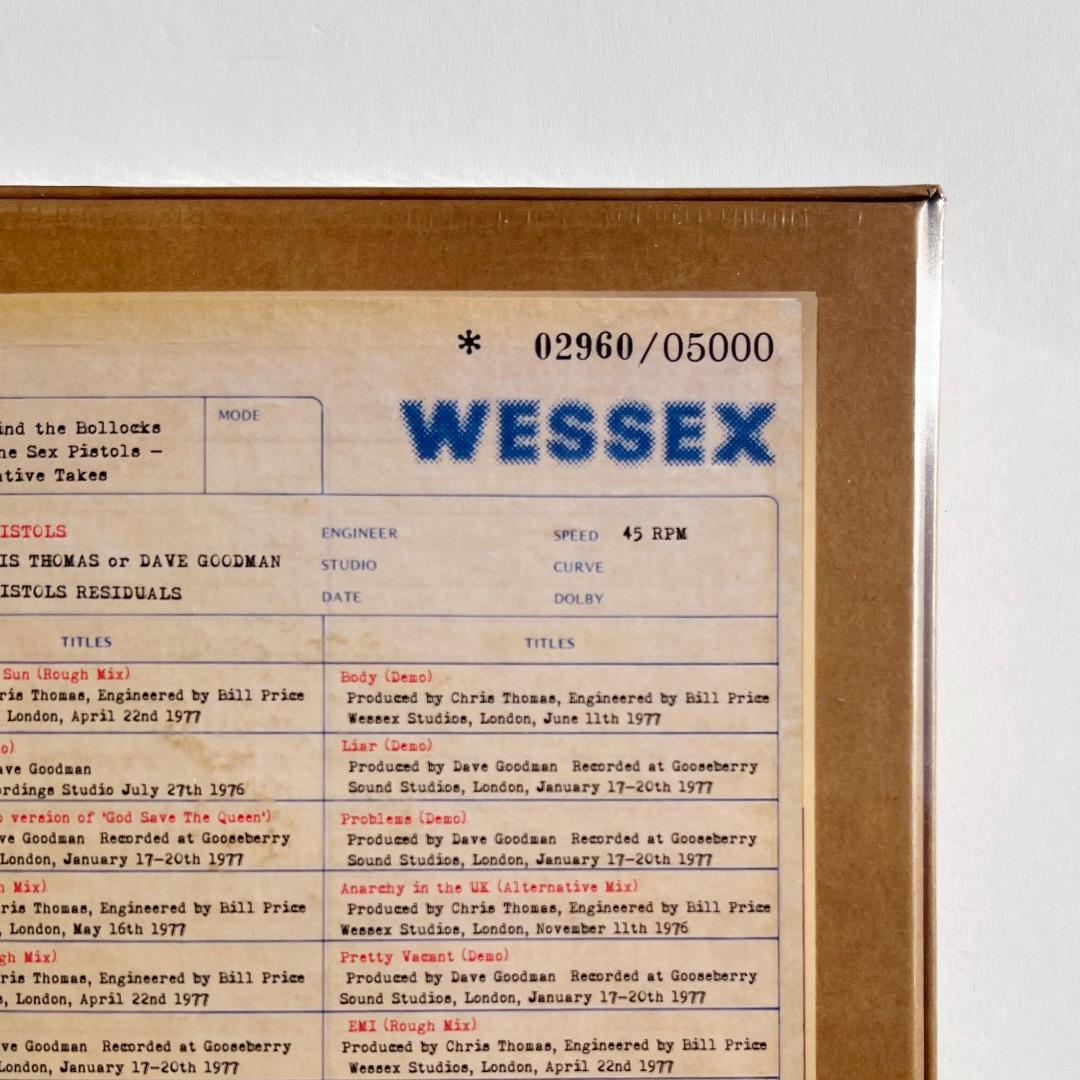 * 02960/05000
WESSEX
ind the Bollocks
ne Sex Pistols —
ative Takes
MODE
ISTOLS
IS THOMAS or DAVE GOODMAN
ISTOLS RESIDUALS
ENGINEER
STUDIO
DATE
SPEED 45 RPM
CURVE
DOLBY
TITLES
Sun (Rough Mix)
ris Thomas, Engineered by Bill Price
London, April 22nd 1977
o)
ave Goodman
ordings Studio July 27th 1976
o version of 'God Save The Queen')
ve Goodman Recorded at Gooseberry
London, January 17-20th 1977
h Mix)
ris Thomas, Engineered by Bill Price
, London, May 16th 1977
gh Mix)
ris Thomas, Engineered by Bill Price
s, London, April 22nd 1977
ve Goodman Recorded at Gooseberry
London, January 17-20th 1977
TITLES
Body (Demo)
Produced by Chris Thomas, Engineered by Bill Price
Wessex Studios, London, June 11th 1977
Liar (Demo)
Produced by Dave Goodman Recorded at Gooseberry
Sound Studios, London, January 17-20th 1977
Problems (Demo)
Produced by Dave Goodman Recorded at Gooseberry
Sound Studios, London, January 17-20th 1977
Anarchy in the UK (Alternative Mix)
Produced by Chris Thomas, Engineered by Bill Price
Wessex Studios, London, November 11th 1976
Pretty Vacant (Demo)
Produced by Dave Goodman Recorded at Gooseberry
Sound Studios, London, January 17-20th 1977
EMI (Rough Mix)
Produced by Chris Thomas, Engineered by Bill Price
Wessex Studios, London, April 22nd 1977